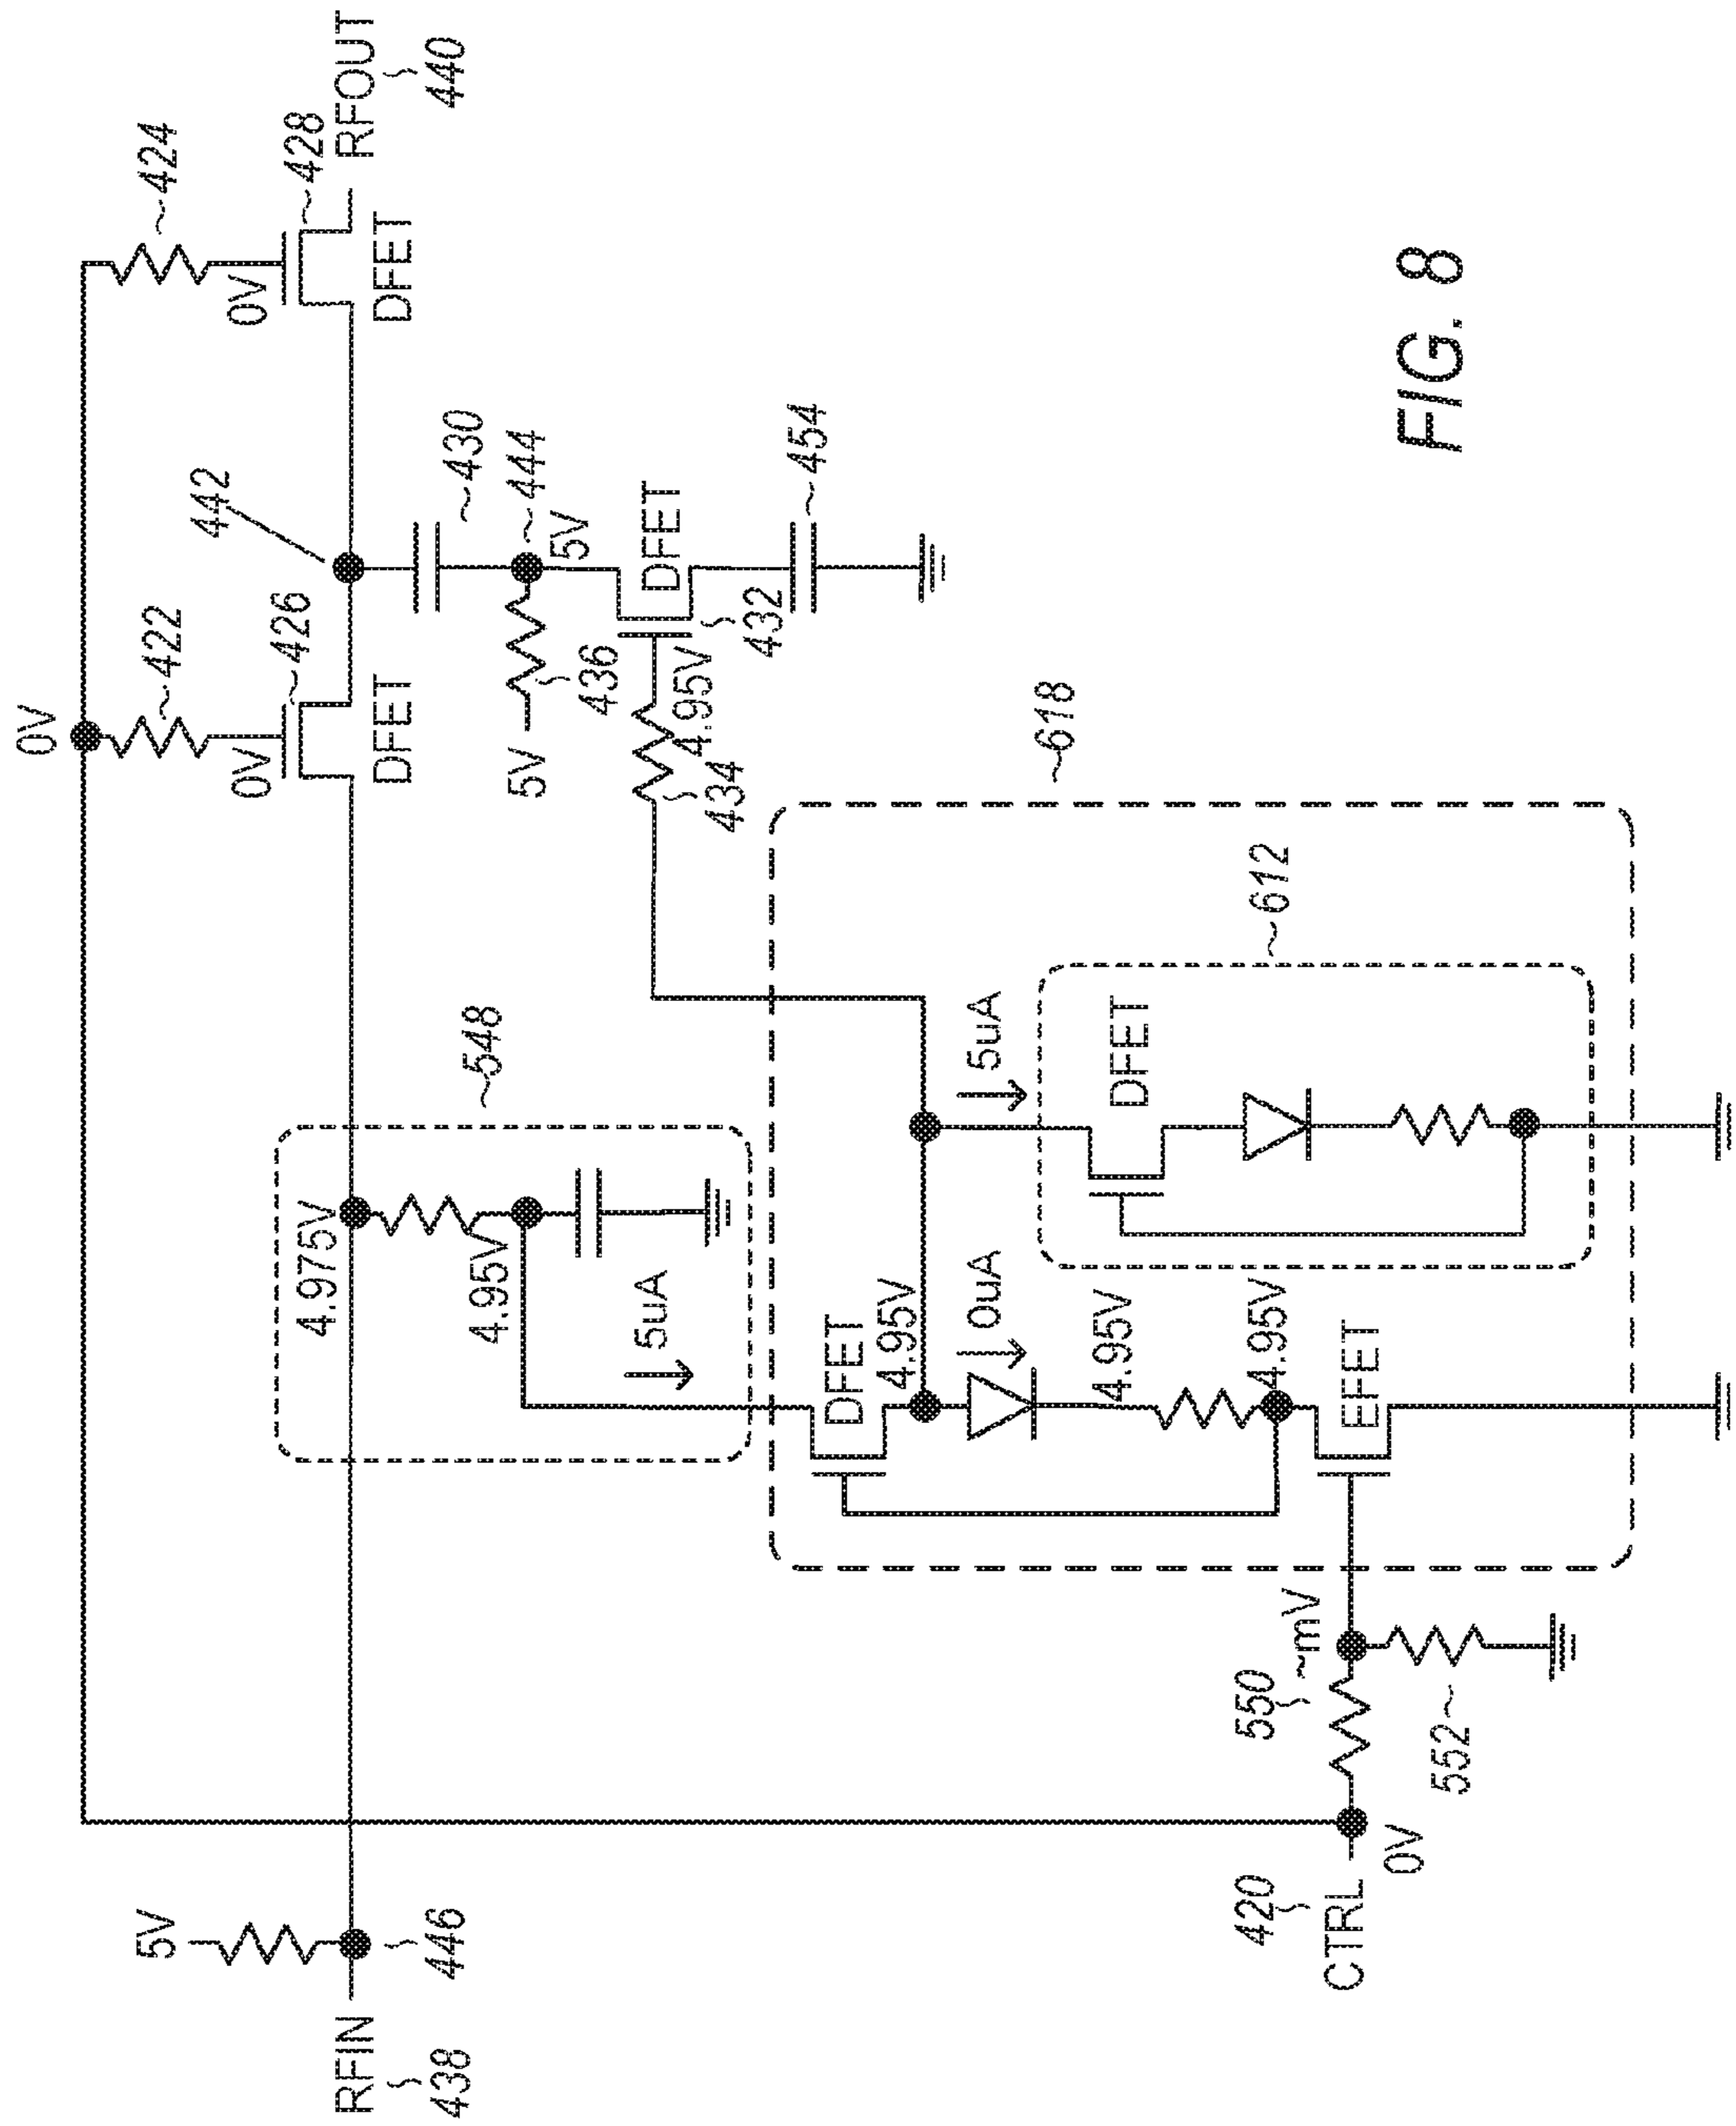 0V
422
424
0V
426
DFET
0V
428
DFET
RFOUT
440
442
430
444
5V
5V
436
DFET
432
454
434
4.95V
5V
446
RFIN
438
548
4.975V
4.95V
5uA
618
DFET
4.95V
0uA
4.95V
4.95V
EFET
5uA
612
DFET
420
CTRL
0V
550
~mV
552
FIG. 8